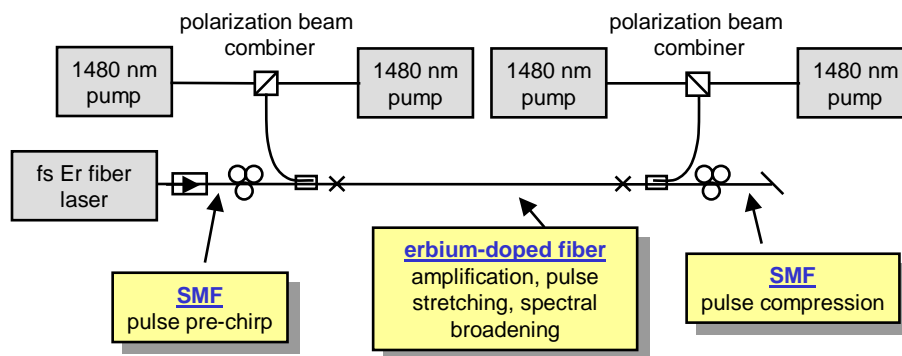 polarization beam
combiner
polarization beam
combiner
1480 nm
pump
1480 nm
pump
1480 nm
pump
1480 nm
pump
fs Er fiber
laser
SMF
pulse pre-chirp
erbium-doped fiber
amplification, pulse
stretching, spectral
broadening
SMF
pulse compression